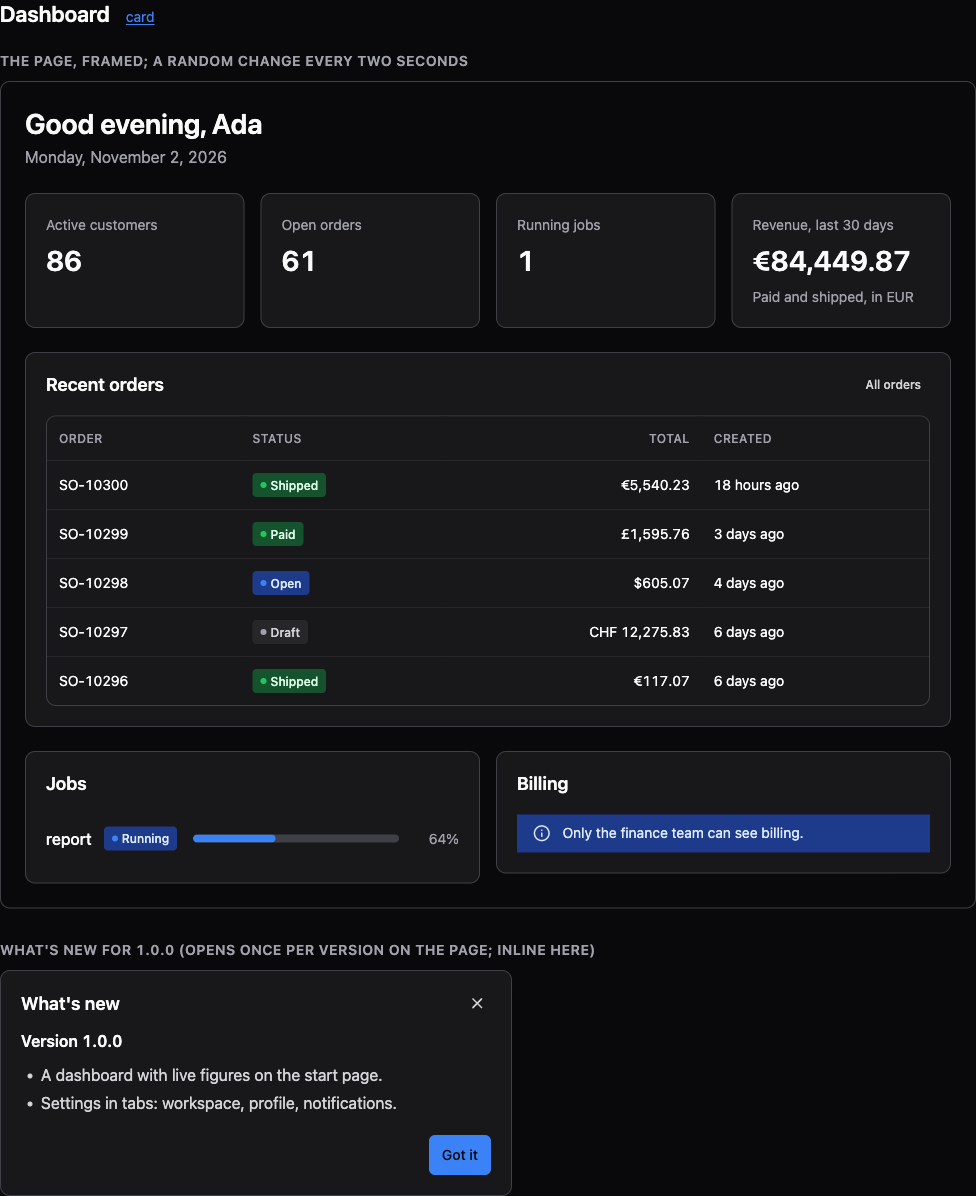 Dashboard card
THE PAGE, FRAMED; A RANDOM CHANGE EVERY TWO SECONDS
Good evening, Ada
Monday, November 2, 2026
Active customers
86
Open orders
61
Running jobs
1
Revenue, last 30 days
€84,449.87
Paid and shipped, in EUR
Recent orders
All orders
ORDER STATUS TOTAL CREATED
SO-10300 Shipped €5,540.23 18 hours ago
SO-10299 Paid £1,595.76 3 days ago
SO-10298 Open $605.07 4 days ago
SO-10297 Draft CHF 12,275.83 6 days ago
SO-10296 Shipped €117.07 6 days ago
Jobs
report Running 64%
Billing
Only the finance team can see billing.
WHAT'S NEW FOR 1.0.0 (OPENS ONCE PER VERSION ON THE PAGE; INLINE HERE)
What's new
Version 1.0.0
• A dashboard with live figures on the start page.
• Settings in tabs: workspace, profile, notifications.
Got it